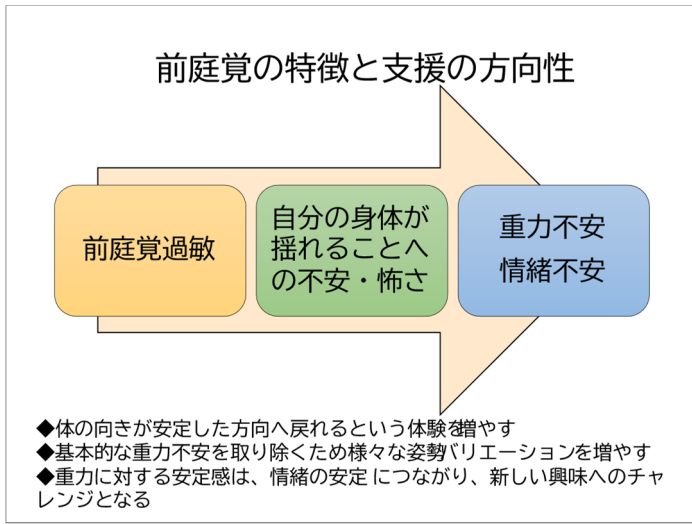 前庭覚の特徴と支援の方向性
前庭覚過敏
自分の身体が
揺れることへ
の不安・怖さ
重力不安
情緒不安
◆体の向きが安定した方向へ戻れるという体験を増やす
◆基本的な重力不安を取り除くため様々な姿勢バリエーションを増やす
◆重力に対する安定感は、情緒の安定 につながり、新しい興味へのチャ
レンジとなる